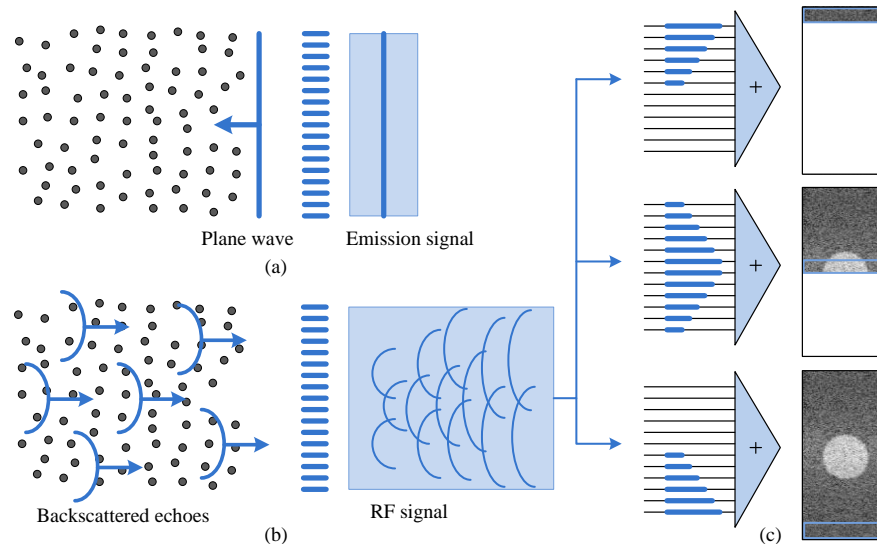 Plane wave
Emission signal
(a)
Backscattered echoes
(b)
RF signal
(c)
+
+
+